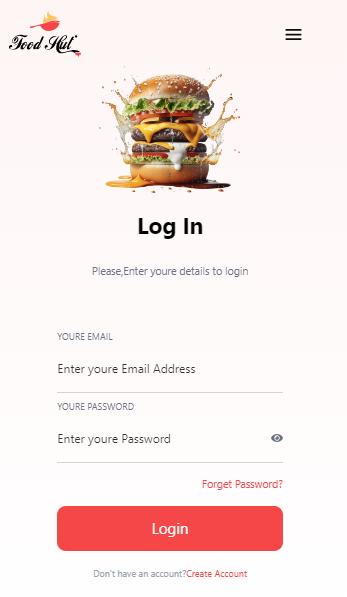 Food Hut
Log In
Please,Enter youre details to login
YOURE EMAIL
Enter youre Email Address
YOURE PASSWORD
Enter youre Password
Forget Password?
Login
Don't have an account?Create Account